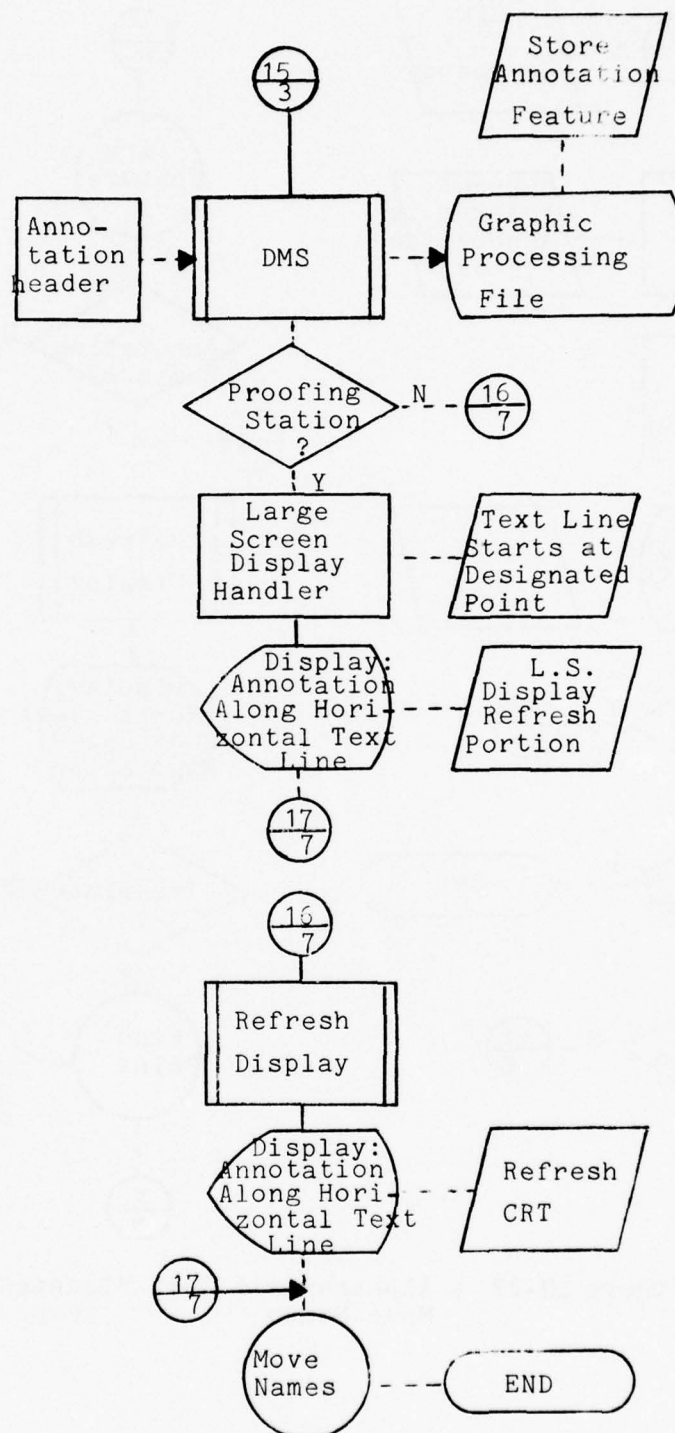 15
3
Store
Annotation
Feature
Anno-
tation
header
DMS
Graphic
Processing
File
Proofing
Station
?
N
16
7
Y
Large
Screen
Display
Handler
Text Line
Starts at
Designated
Point
Display:
Annotation
Along Hori-
zontal Text
Line
L.S.
Display
Refresh
Portion
17
7
16
7
Refresh
Display
Display:
Annotation
Along Hori-
zontal Text
Line
Refresh
CRT
17
7
Move
Names
END